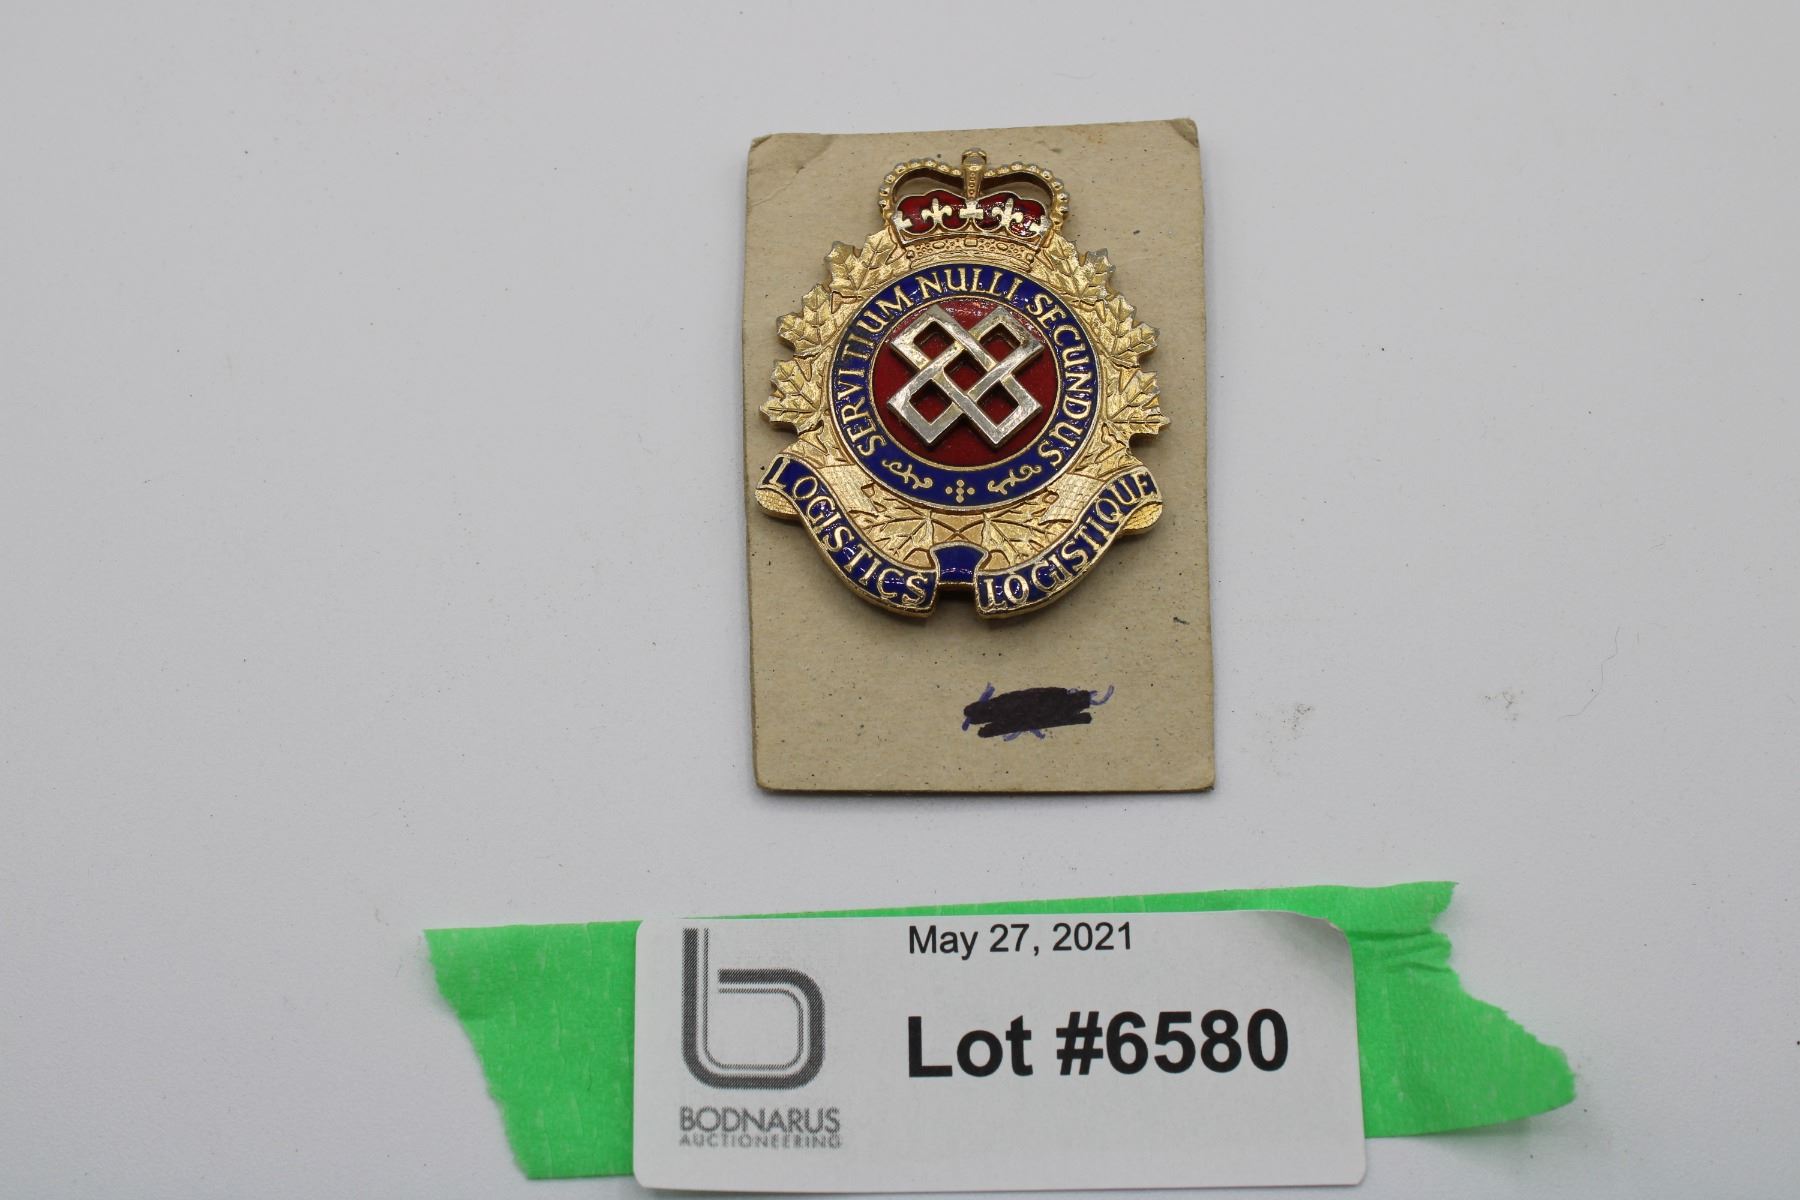 SERVITIUM NULLI SECUNDUS
LOGISTICS LOGISTIQUE
May 27, 2021
Lot #6580
BODNARUS
AUCTIONEERING